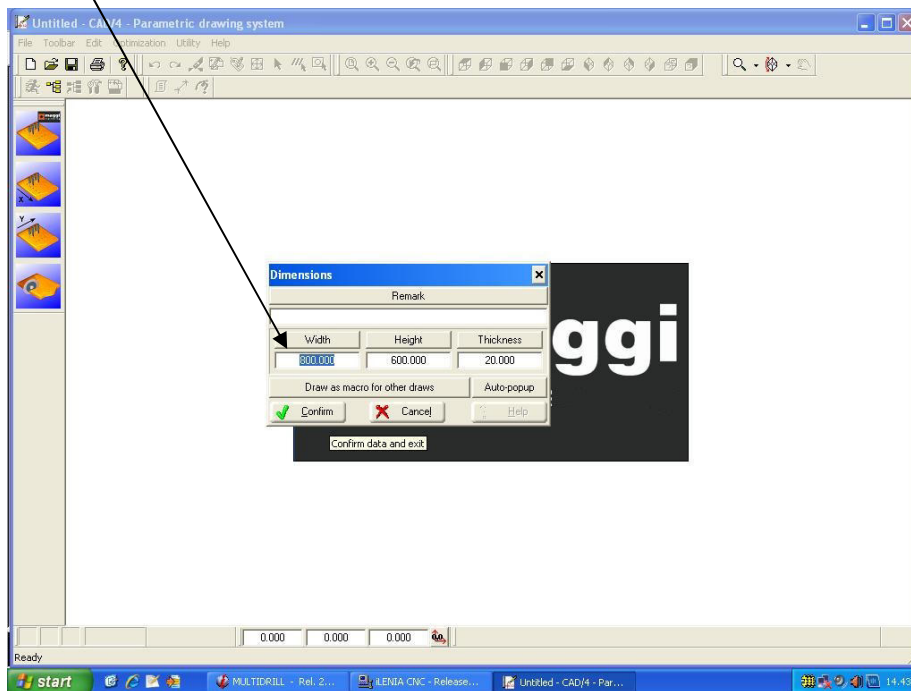 Untitled - CAD/4 - Parametric drawing system
File Toolbar Edit Optimization Utility Help
Dimensions
Remark
Width Height Thickness
800.000 600.000 20.000
Draw as macro for other draws Auto-popup
Confirm Cancel Help
Confirm data and exit
ggi
0.000 0.000 0.000
Ready
start MULTIDRILL - Rel. 2... iLENIA CNC - Release... Untitled - CAD/4 - Par... 14.43